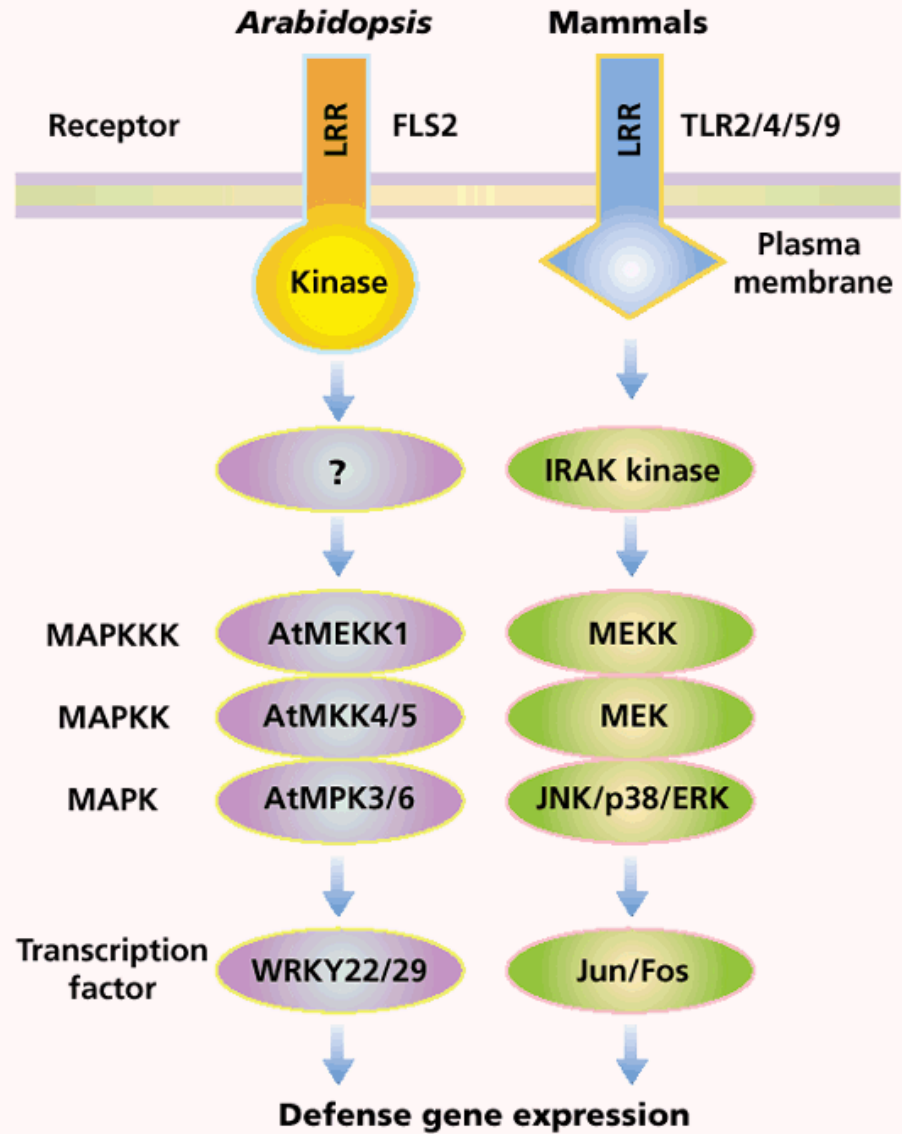 Arabidopsis
Mammals
Receptor
LRR
FLS2
LRR
TLR2/4/5/9
Kinase
Plasma
membrane
?
IRAK kinase
MAPKKK
AtMEKK1
MEKK
MAPKK
AtMKK4/5
MEK
MAPK
AtMPK3/6
JNK/p38/ERK
Transcription
factor
WRKY22/29
Jun/Fos
Defense gene expression